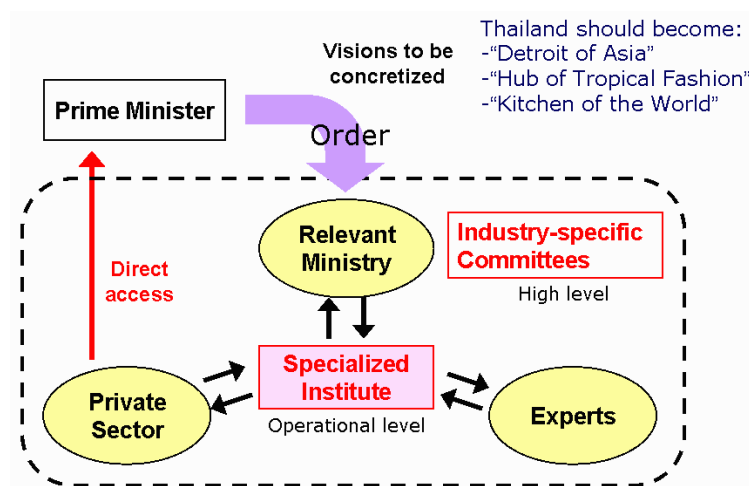 Thailand should become:
-“Detroit of Asia”
-“Hub of Tropical Fashion”
-“Kitchen of the World”
Visions to be
concretized
Prime Minister
Order
Relevant
Ministry
Industry-specific
Committees
High level
Direct
access
Specialized
Institute
Operational level
Private
Sector
Experts